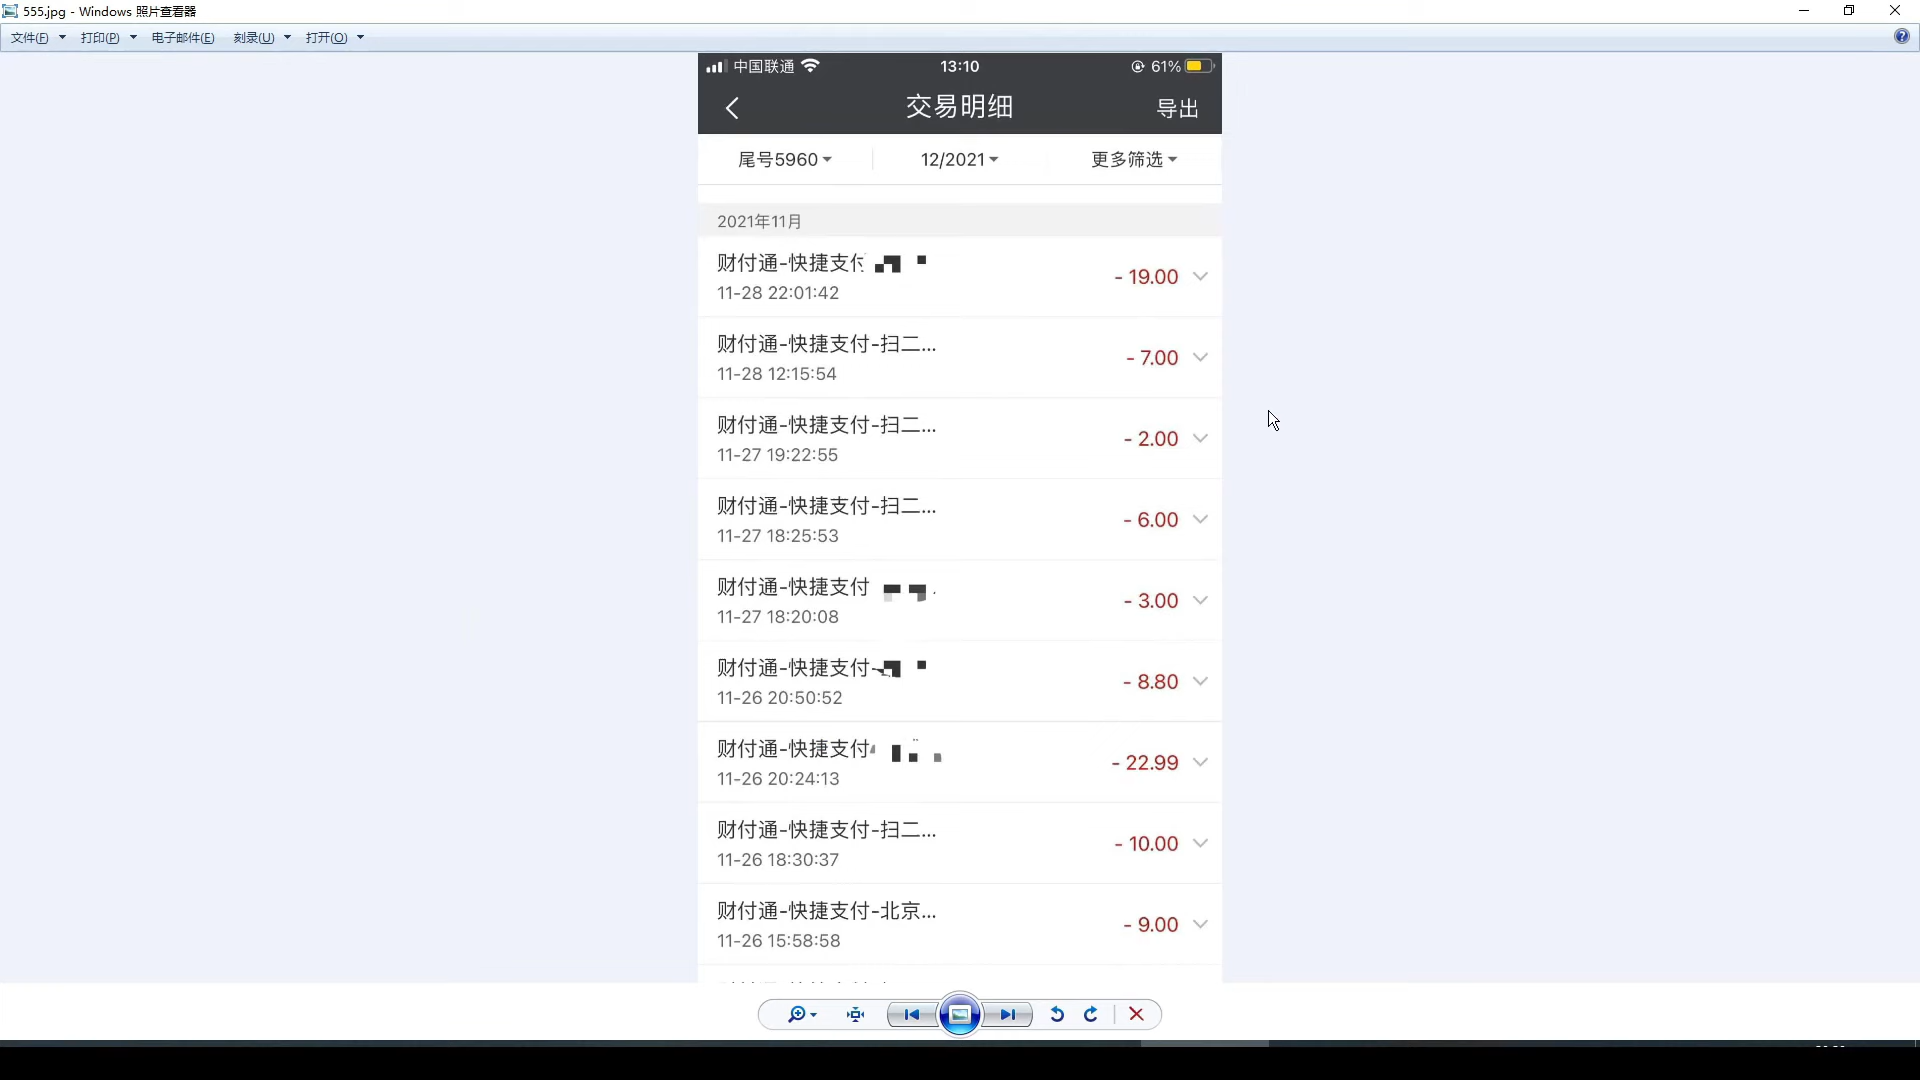 555.jpg - Windows 照片查看器
文件(F) 打印(P) 电子邮件(E) 刻录(U) 打开(O)
中国联通 13:10 61%
交易明细 导出
尾号5960 12/2021 更多筛选
2021年11月
财付通-快捷支付
- 19.00
11-28 22:01:42
财付通-快捷支付-扫二...
- 7.00
11-28 12:15:54
财付通-快捷支付-扫二...
- 2.00
11-27 19:22:55
财付通-快捷支付-扫二...
- 6.00
11-27 18:25:53
财付通-快捷支付
- 3.00
11-27 18:20:08
财付通-快捷支付-
- 8.80
11-26 20:50:52
财付通-快捷支付
- 22.99
11-26 20:24:13
财付通-快捷支付-扫二...
- 10.00
11-26 18:30:37
财付通-快捷支付-北京...
- 9.00
11-26 15:58:58